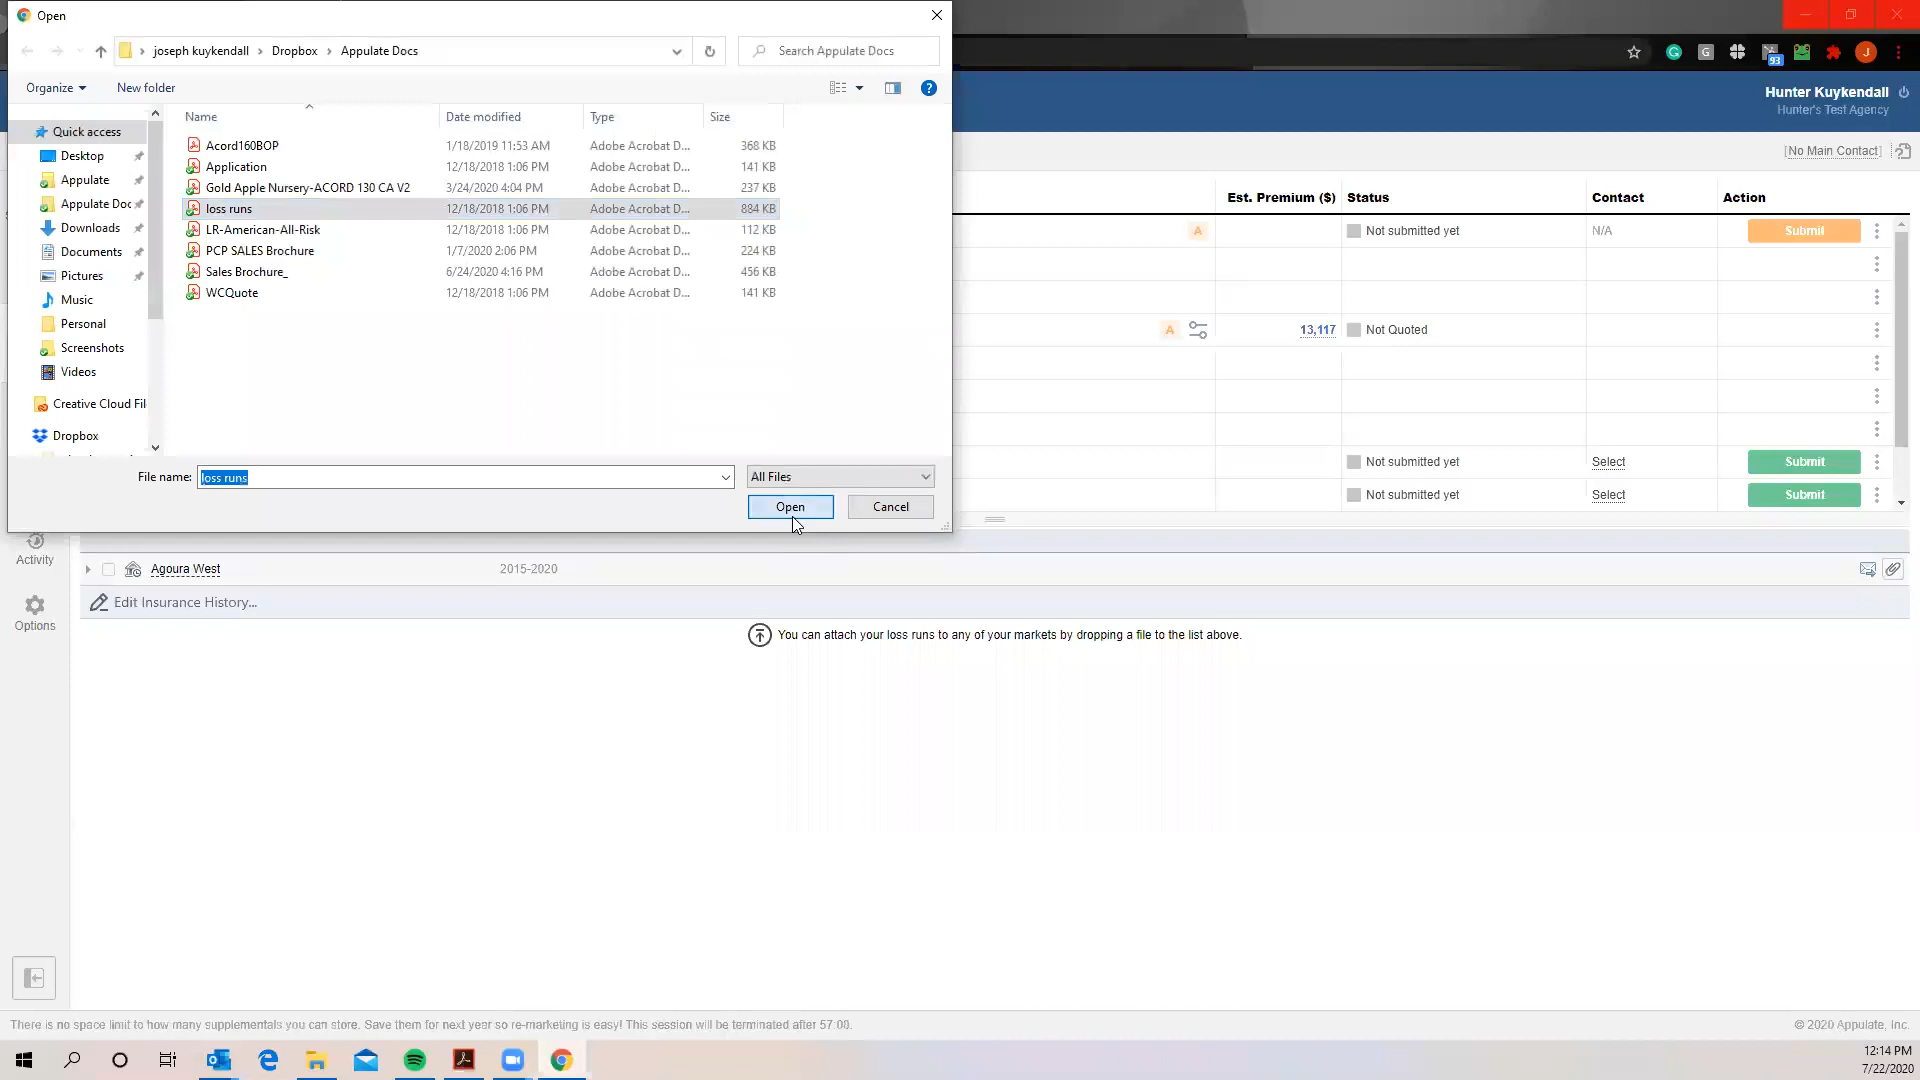 Open
joseph kuykendall > Dropbox > Appulate Docs
Search Appulate Docs
Organize
New folder
Name Date modified Type Size
Quick access
Desktop
Appulate
Appulate Doc
Downloads
Documents
Pictures
Music
Personal
Screenshots
Videos
Creative Cloud Fil
Dropbox
Acord160BOP 1/18/2019 11:53 AM Adobe Acrobat D... 368 KB
Application 12/18/2018 1:06 PM Adobe Acrobat D... 141 KB
Gold Apple Nursery-ACORD 130 CA V2 3/24/2020 4:04 PM Adobe Acrobat D... 237 KB
loss runs 12/18/2018 1:06 PM Adobe Acrobat D... 884 KB
LR-American-All-Risk 12/18/2018 1:06 PM Adobe Acrobat D... 112 KB
PCP SALES Brochure 1/7/2020 2:06 PM Adobe Acrobat D... 224 KB
Sales Brochure_ 6/24/2020 4:16 PM Adobe Acrobat D... 456 KB
WCQuote 12/18/2018 1:06 PM Adobe Acrobat D... 141 KB
File name: loss runs All Files
Open Cancel
G
93
J
Hunter Kuykendall
Hunter's Test Agency
[No Main Contact]
Est. Premium ($) Status Contact Action
A Not submitted yet N/A Submit
A 13,117 Not Quoted
Not submitted yet Select Submit
Not submitted yet Select Submit
Activity
Options
Agoura West 2015-2020
Edit Insurance History...
You can attach your loss runs to any of your markets by dropping a file to the list above.
There is no space limit to how many supplementals you can store. Save them for next year so re-marketing is easy! This session will be terminated after 57:00.
© 2020 Appulate, Inc.
12:14 PM
7/22/2020